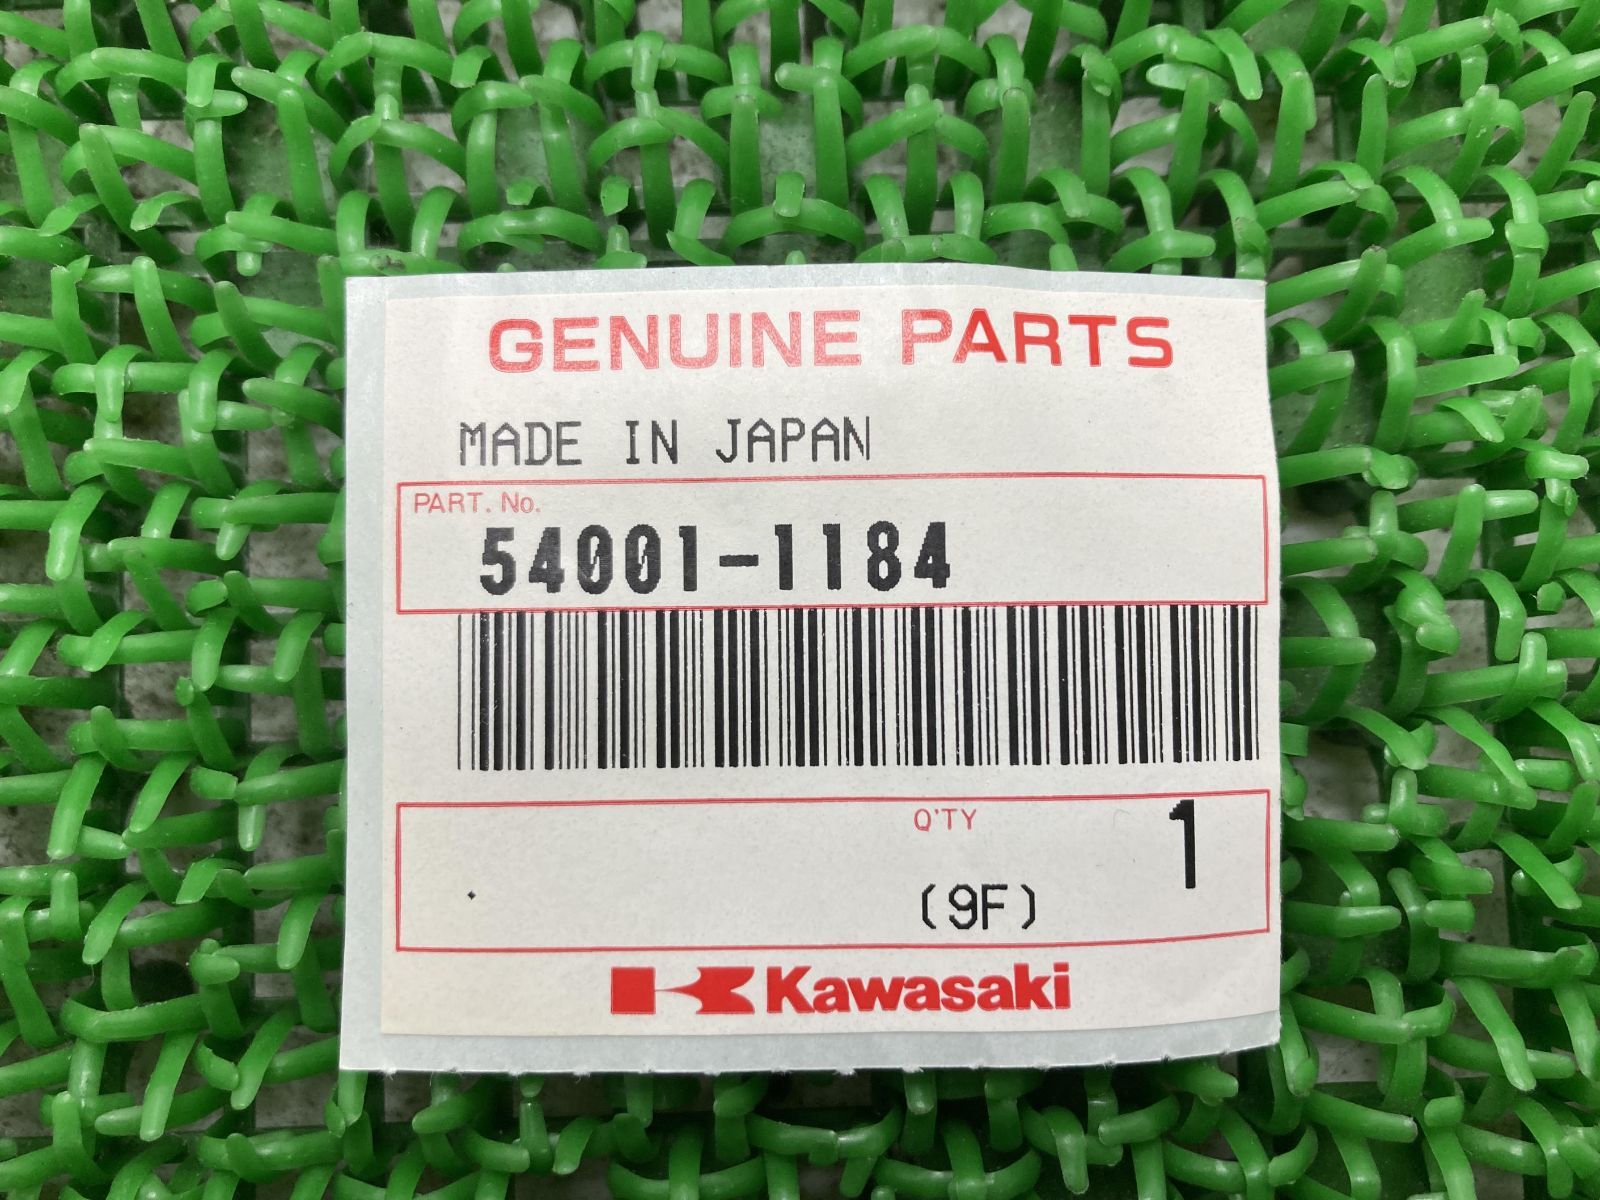 GENUINE PARTS
MADE IN JAPAN
PART. No.
54001-1184
Q'TY 1
(9F)
Kawasaki